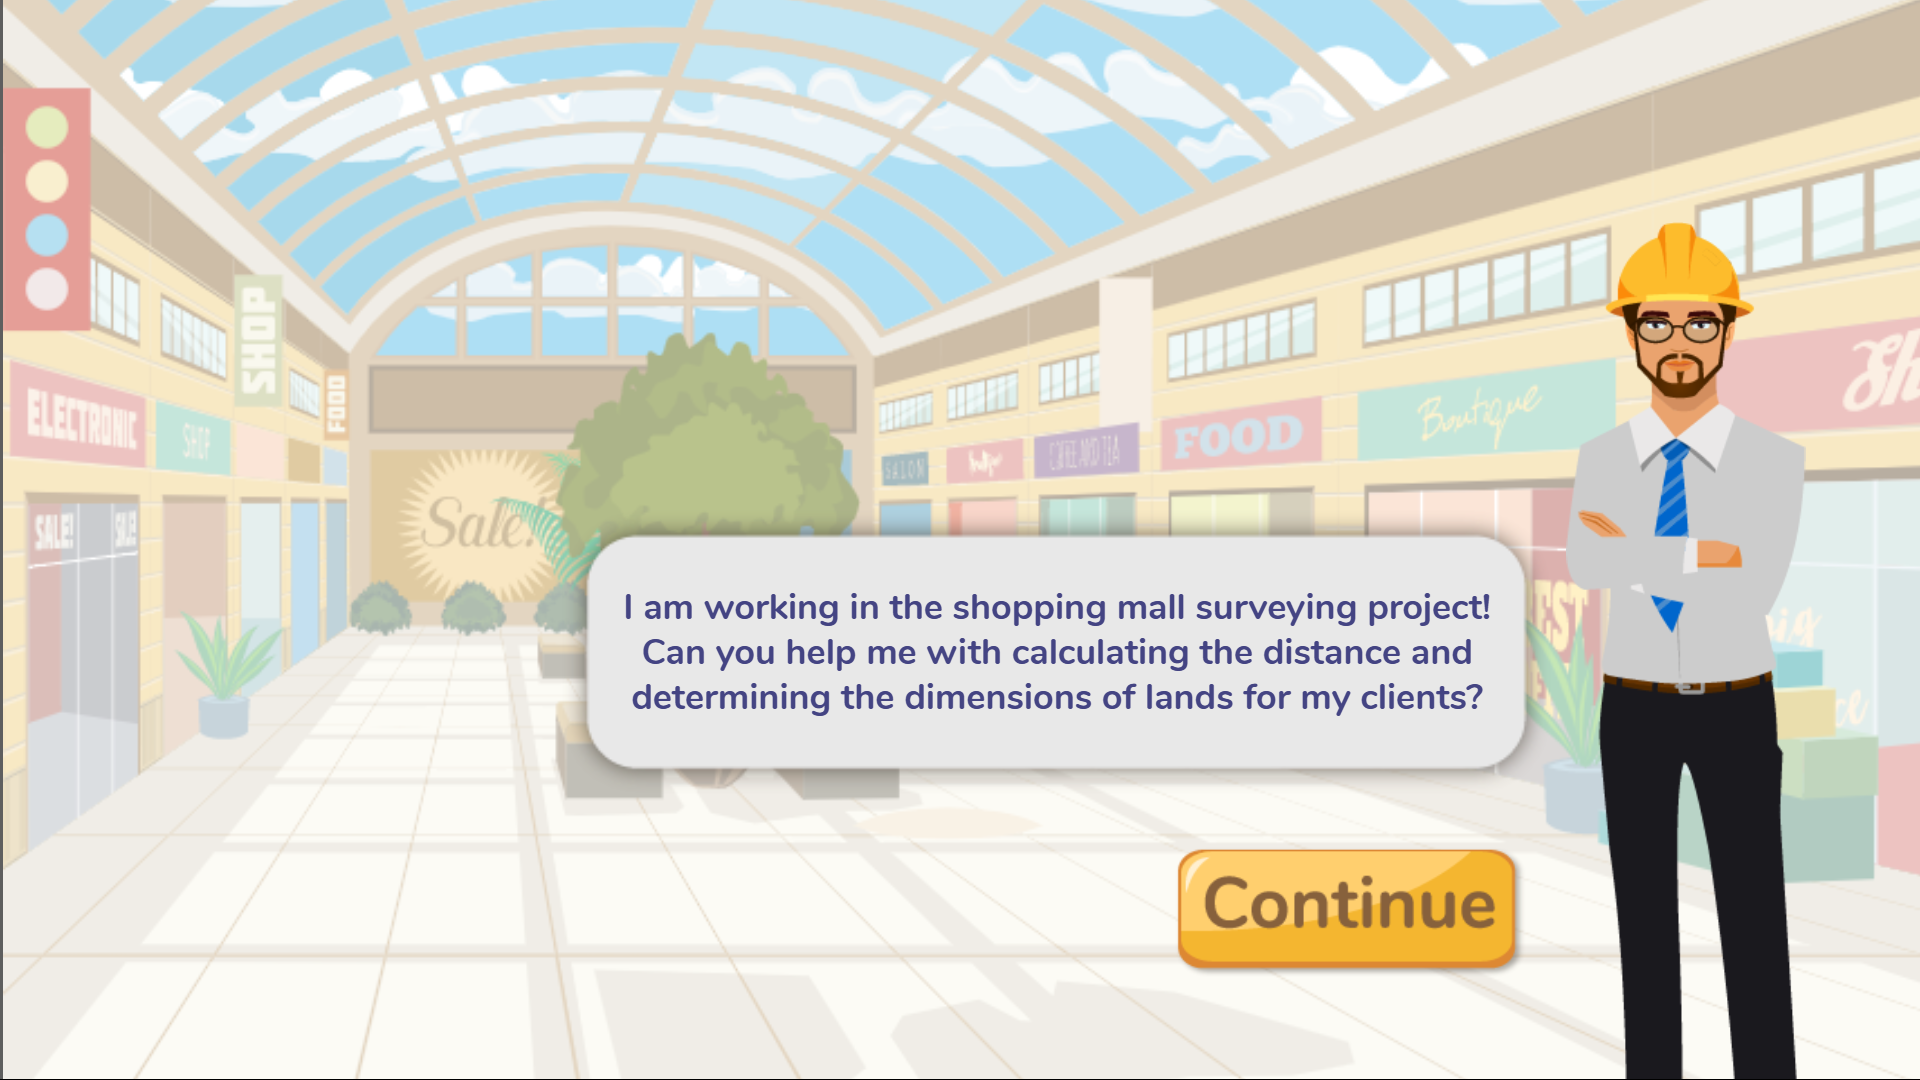 SHOP
FOOD
ELECTRONIC
SHOP
SALE!
SALE!
Sale!
COFFEE AND TEA
FOOD
Boutique
I am working in the shopping mall surveying project!
Can you help me with calculating the distance and
determining the dimensions of lands for my clients?
Continue